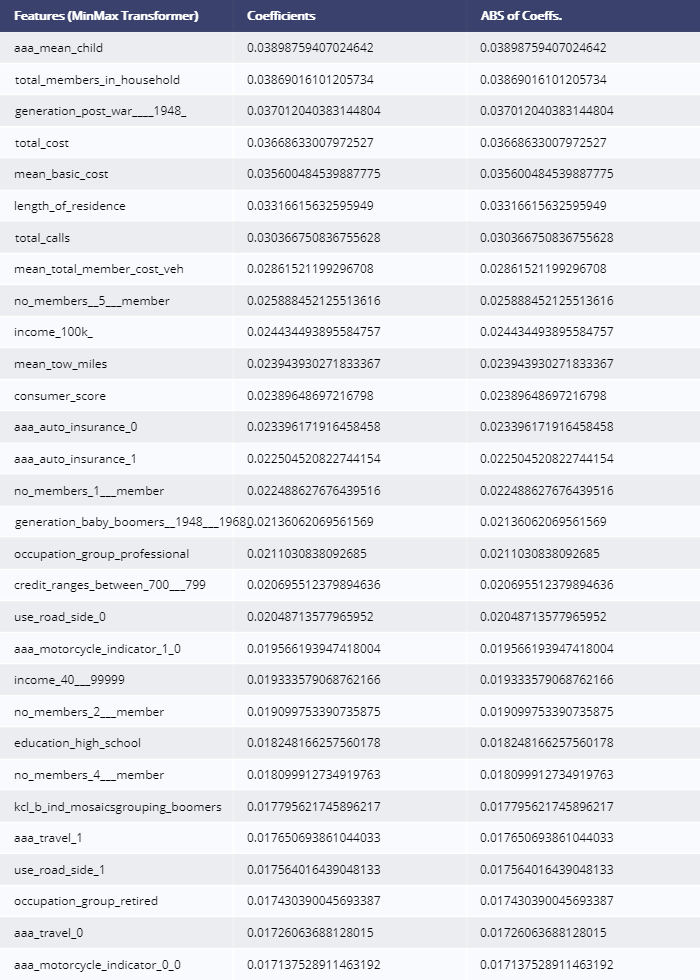 Features (MinMax Transformer) Coefficients ABS of Coeffs.
aaa_mean_child 0.03898759407024642 0.03898759407024642
total_members_in_household 0.03869016101205734 0.03869016101205734
generation_post_war____1948_ 0.037012040383144804 0.037012040383144804
total_cost 0.03668633007972527 0.03668633007972527
mean_basic_cost 0.035600484539887775 0.035600484539887775
length_of_residence 0.03316615632595949 0.03316615632595949
total_calls 0.030366750836755628 0.030366750836755628
mean_total_member_cost_veh 0.02861521199296708 0.02861521199296708
no_members__5___member 0.025888452125513616 0.025888452125513616
income_100k_ 0.024434493895584757 0.024434493895584757
mean_tow_miles 0.023943930271833367 0.023943930271833367
consumer_score 0.02389648697216798 0.02389648697216798
aaa_auto_insurance_0 0.023396171916458458 0.023396171916458458
aaa_auto_insurance_1 0.022504520822744154 0.022504520822744154
no_members_1___member 0.022488627676439516 0.022488627676439516
generation_baby_boomers__1948___1968_ 0.02136062069561569 0.02136062069561569
occupation_group_professional 0.0211030838092685 0.0211030838092685
credit_ranges_between_700___799 0.020695512379894636 0.020695512379894636
use_road_side_0 0.02048713577965952 0.02048713577965952
aaa_motorcycle_indicator_1_0 0.019566193947418004 0.019566193947418004
income_40___99999 0.019333579068762166 0.019333579068762166
no_members_2___member 0.019099753390735875 0.019099753390735875
education_high_school 0.018248166257560178 0.018248166257560178
no_members_4___member 0.018099912734919763 0.018099912734919763
kcl_b_ind_mosaicsgrouping_boomers 0.017795621745896217 0.017795621745896217
aaa_travel_1 0.017650693861044033 0.017650693861044033
use_road_side_1 0.017564016439048133 0.017564016439048133
occupation_group_retired 0.017430390045693387 0.017430390045693387
aaa_travel_0 0.01726063688128015 0.01726063688128015
aaa_motorcycle_indicator_0_0 0.017137528911463192 0.017137528911463192